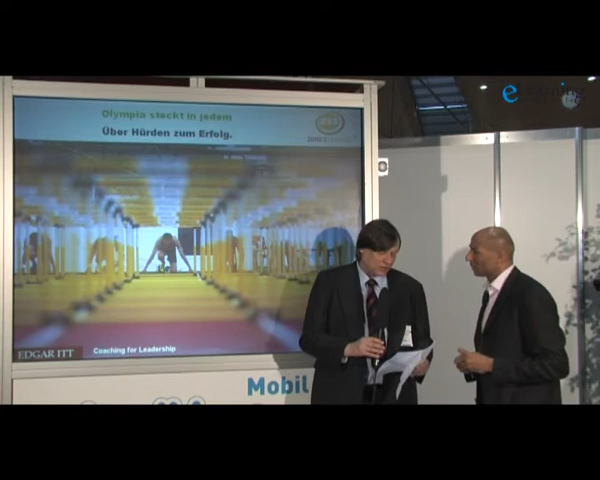 Olympia steckt in jedem
Über Hürden zum Erfolg.
EDGAR ITT
Coaching for Leadership
Mobil